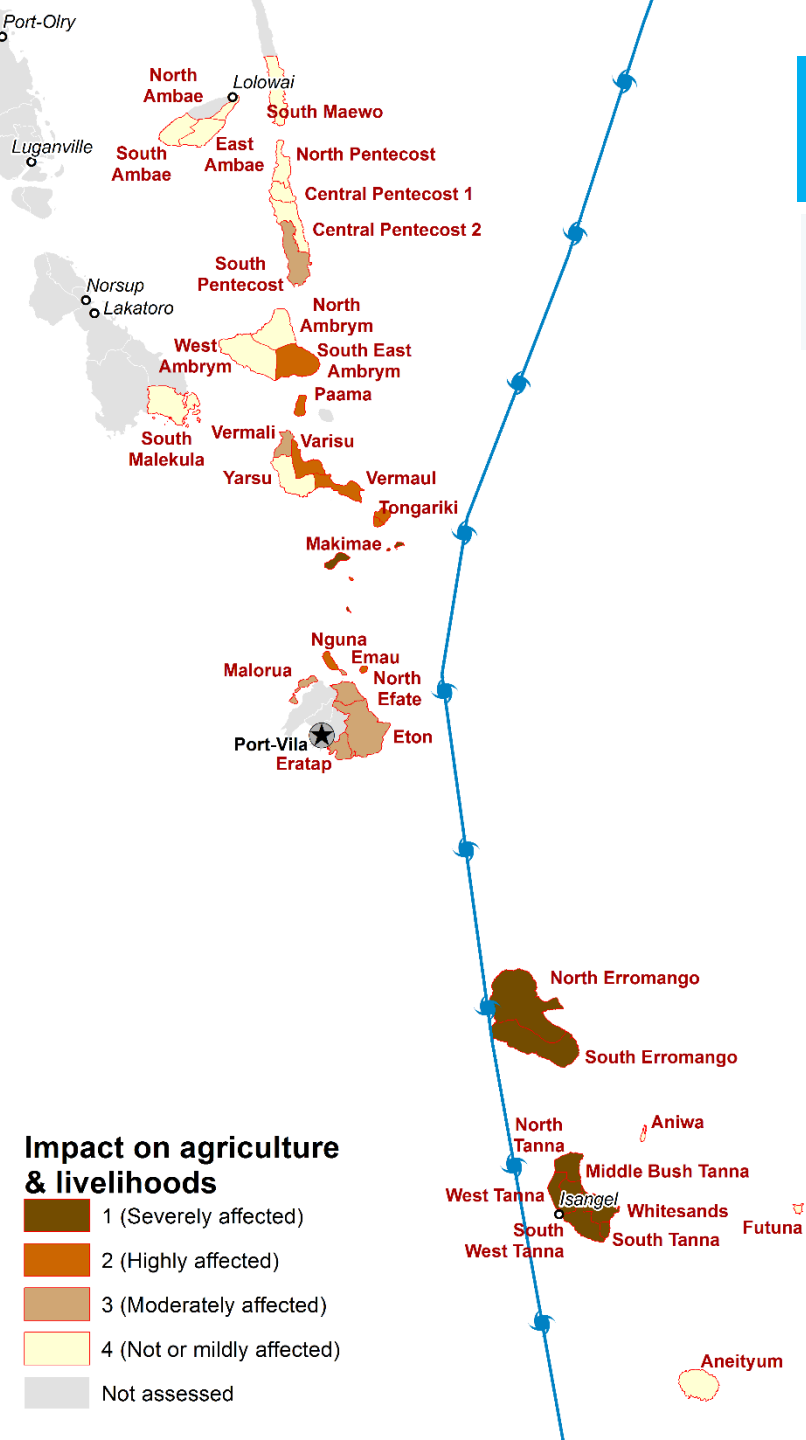 Port-Olry
North
Ambae
Lolowai
South Maewo
Luganville
South
Ambae
East
Ambae
North Pentecost
Central Pentecost 1
Central Pentecost 2
South
Pentecost
Norsup
Lakatoro
North
Ambrym
West
Ambrym
South East
Ambrym
Paama
South
Malekula
Vermali
Varisu
Yarsu
Vermaul
Tongariki
Makimae
Nguna
Emau
Malorua
North
Efate
Port-Vila
Eton
Eratap
North Erromango
South Erromango
Aniwa
North
Tanna
Middle Bush Tanna
West Tanna
Isangel
Whitesands
South
West Tanna
South Tanna
Futuna
Aneityum
Impact on agriculture
& livelihoods
1 (Severely affected)
2 (Highly affected)
3 (Moderately affected)
4 (Not or mildly affected)
Not assessed